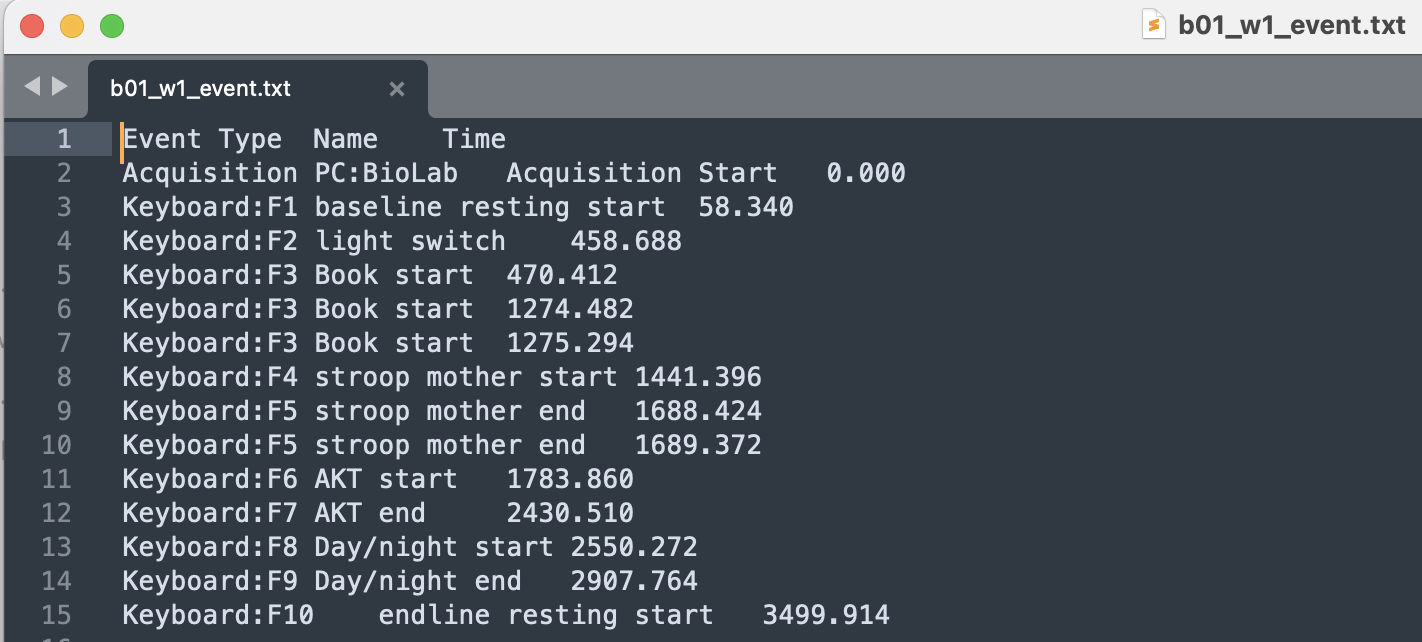 b01_w1_event.txt
b01_w1_event.txt ×
1 Event Type Name Time
2 Acquisition PC:BioLab Acquisition Start 0.000
3 Keyboard:F1 baseline resting start 58.340
4 Keyboard:F2 light switch 458.688
5 Keyboard:F3 Book start 470.412
6 Keyboard:F3 Book start 1274.482
7 Keyboard:F3 Book start 1275.294
8 Keyboard:F4 stroop mother start 1441.396
9 Keyboard:F5 stroop mother end 1688.424
10 Keyboard:F5 stroop mother end 1689.372
11 Keyboard:F6 AKT start 1783.860
12 Keyboard:F7 AKT end 2430.510
13 Keyboard:F8 Day/night start 2550.272
14 Keyboard:F9 Day/night end 2907.764
15 Keyboard:F10 endline resting start 3499.914